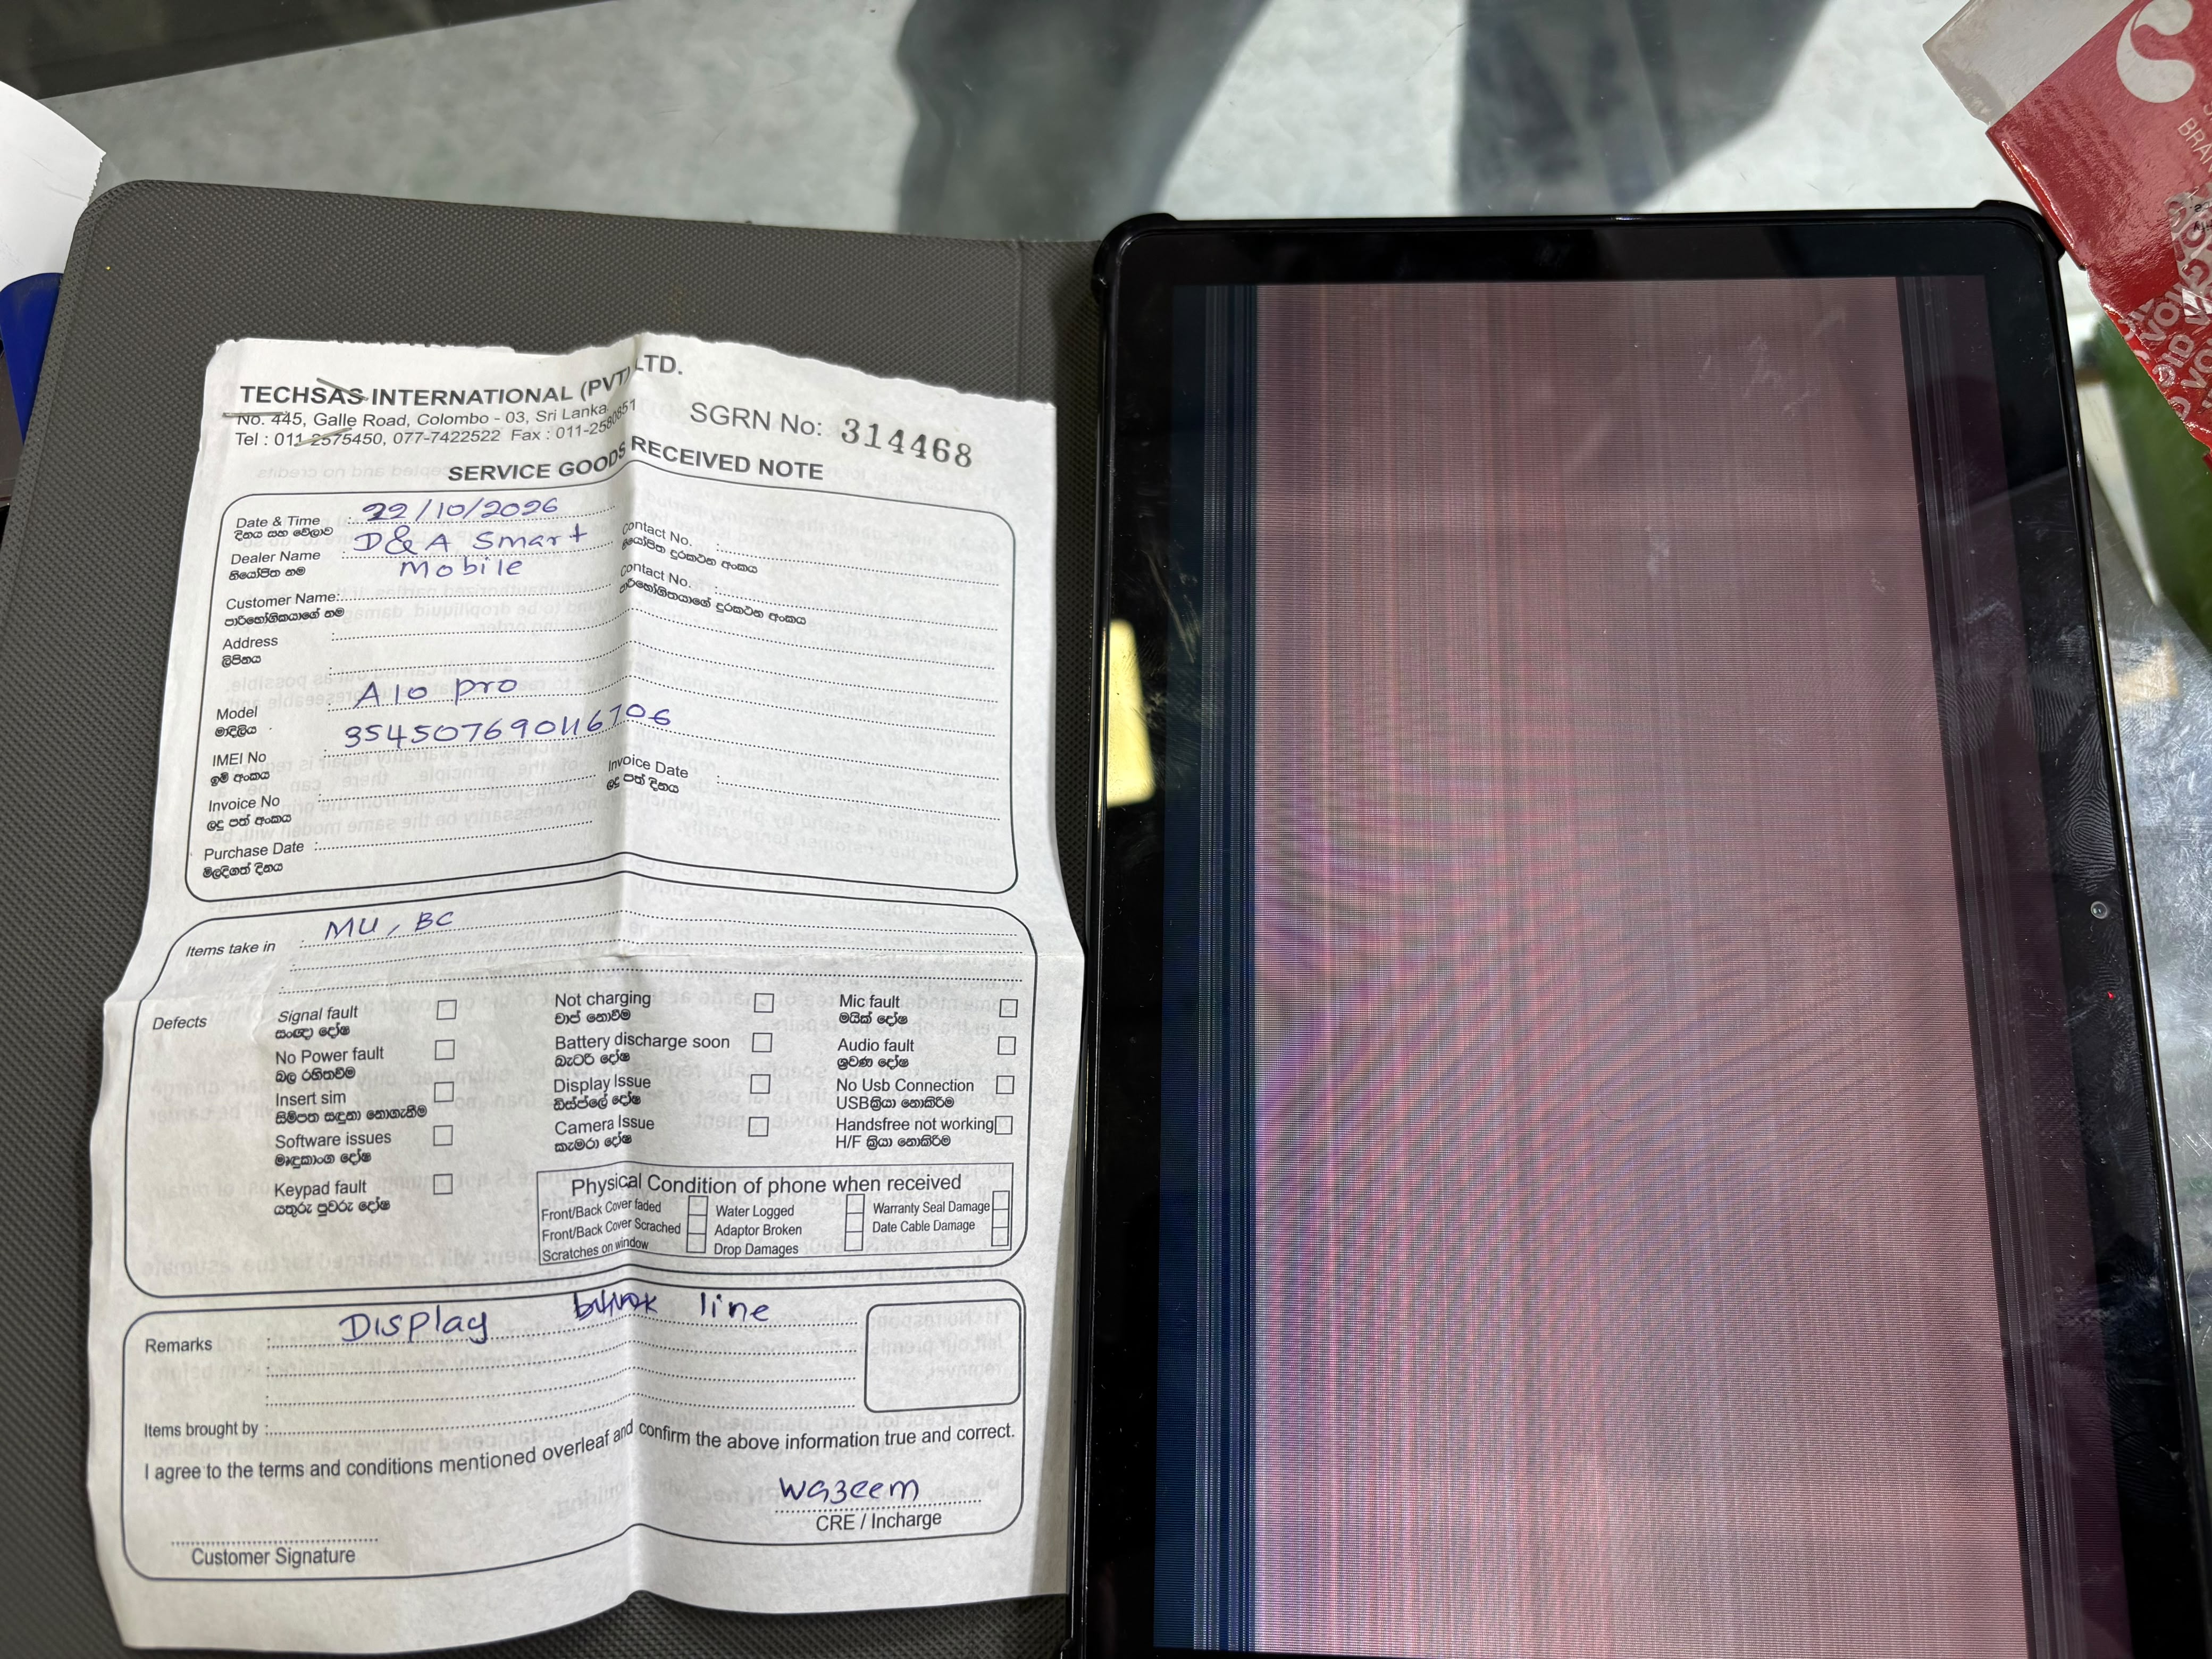 TECHSAS INTERNATIONAL (PVT) LTD.
No. 445, Galle Road, Colombo - 03, Sri Lanka
Tel : 011-2575450, 077-7422522 Fax : 011-2580851
SGRN No: 314468
SERVICE GOODS RECEIVED NOTE
Date & Time : 22/10/2026
දිනය සහ වේලාව
Dealer Name : D&A Smart Mobile
නියෝජිත නම
Contact No. :
නියෝජිත දුරකථන අංකය
Customer Name:
පාරිභෝගිකයාගේ නම
Contact No. :
පාරිභෝගිකයාගේ දුරකථන අංකය
Address :
ලිපිනය
Model : A10 pro
මාදිලිය
IMEI No : 354507690116706
ඉමි අංකය
Invoice No :
ලදු පත් අංකය
Invoice Date :
ලදු පත් දිනය
Purchase Date :
මිලදීගත් දිනය
Items take in : MU, BC
Defects
Signal fault
සංඥා දෝෂ
No Power fault
බල රහිතවීම
Insert sim
සිම්පත සඳුනා නොගැනීම
Software issues
මෘදුකාංග දෝෂ
Keypad fault
යතුරු පුවරු දෝෂ
Not charging
චාජ් නොවීම
Battery discharge soon
බැටරි දෝෂ
Display Issue
ඩිස්ප්ලේ දෝෂ
Camera Issue
කැමරා දෝෂ
Mic fault
මයික් දෝෂ
Audio fault
ශ්‍රවණ දෝෂ
No Usb Connection
USB ක්‍රියා නොකිරීම
Handsfree not working
H/F ක්‍රියා නොකිරීම
Physical Condition of phone when received
Front/Back Cover faded
Water Logged
Warranty Seal Damage
Front/Back Cover Scrached
Adaptor Broken
Date Cable Damage
Scratches on window
Drop Damages
Remarks : Display line
Items brought by :
I agree to the terms and conditions mentioned overleaf and confirm the above information true and correct.
Wazeem
CRE / Incharge
Customer Signature